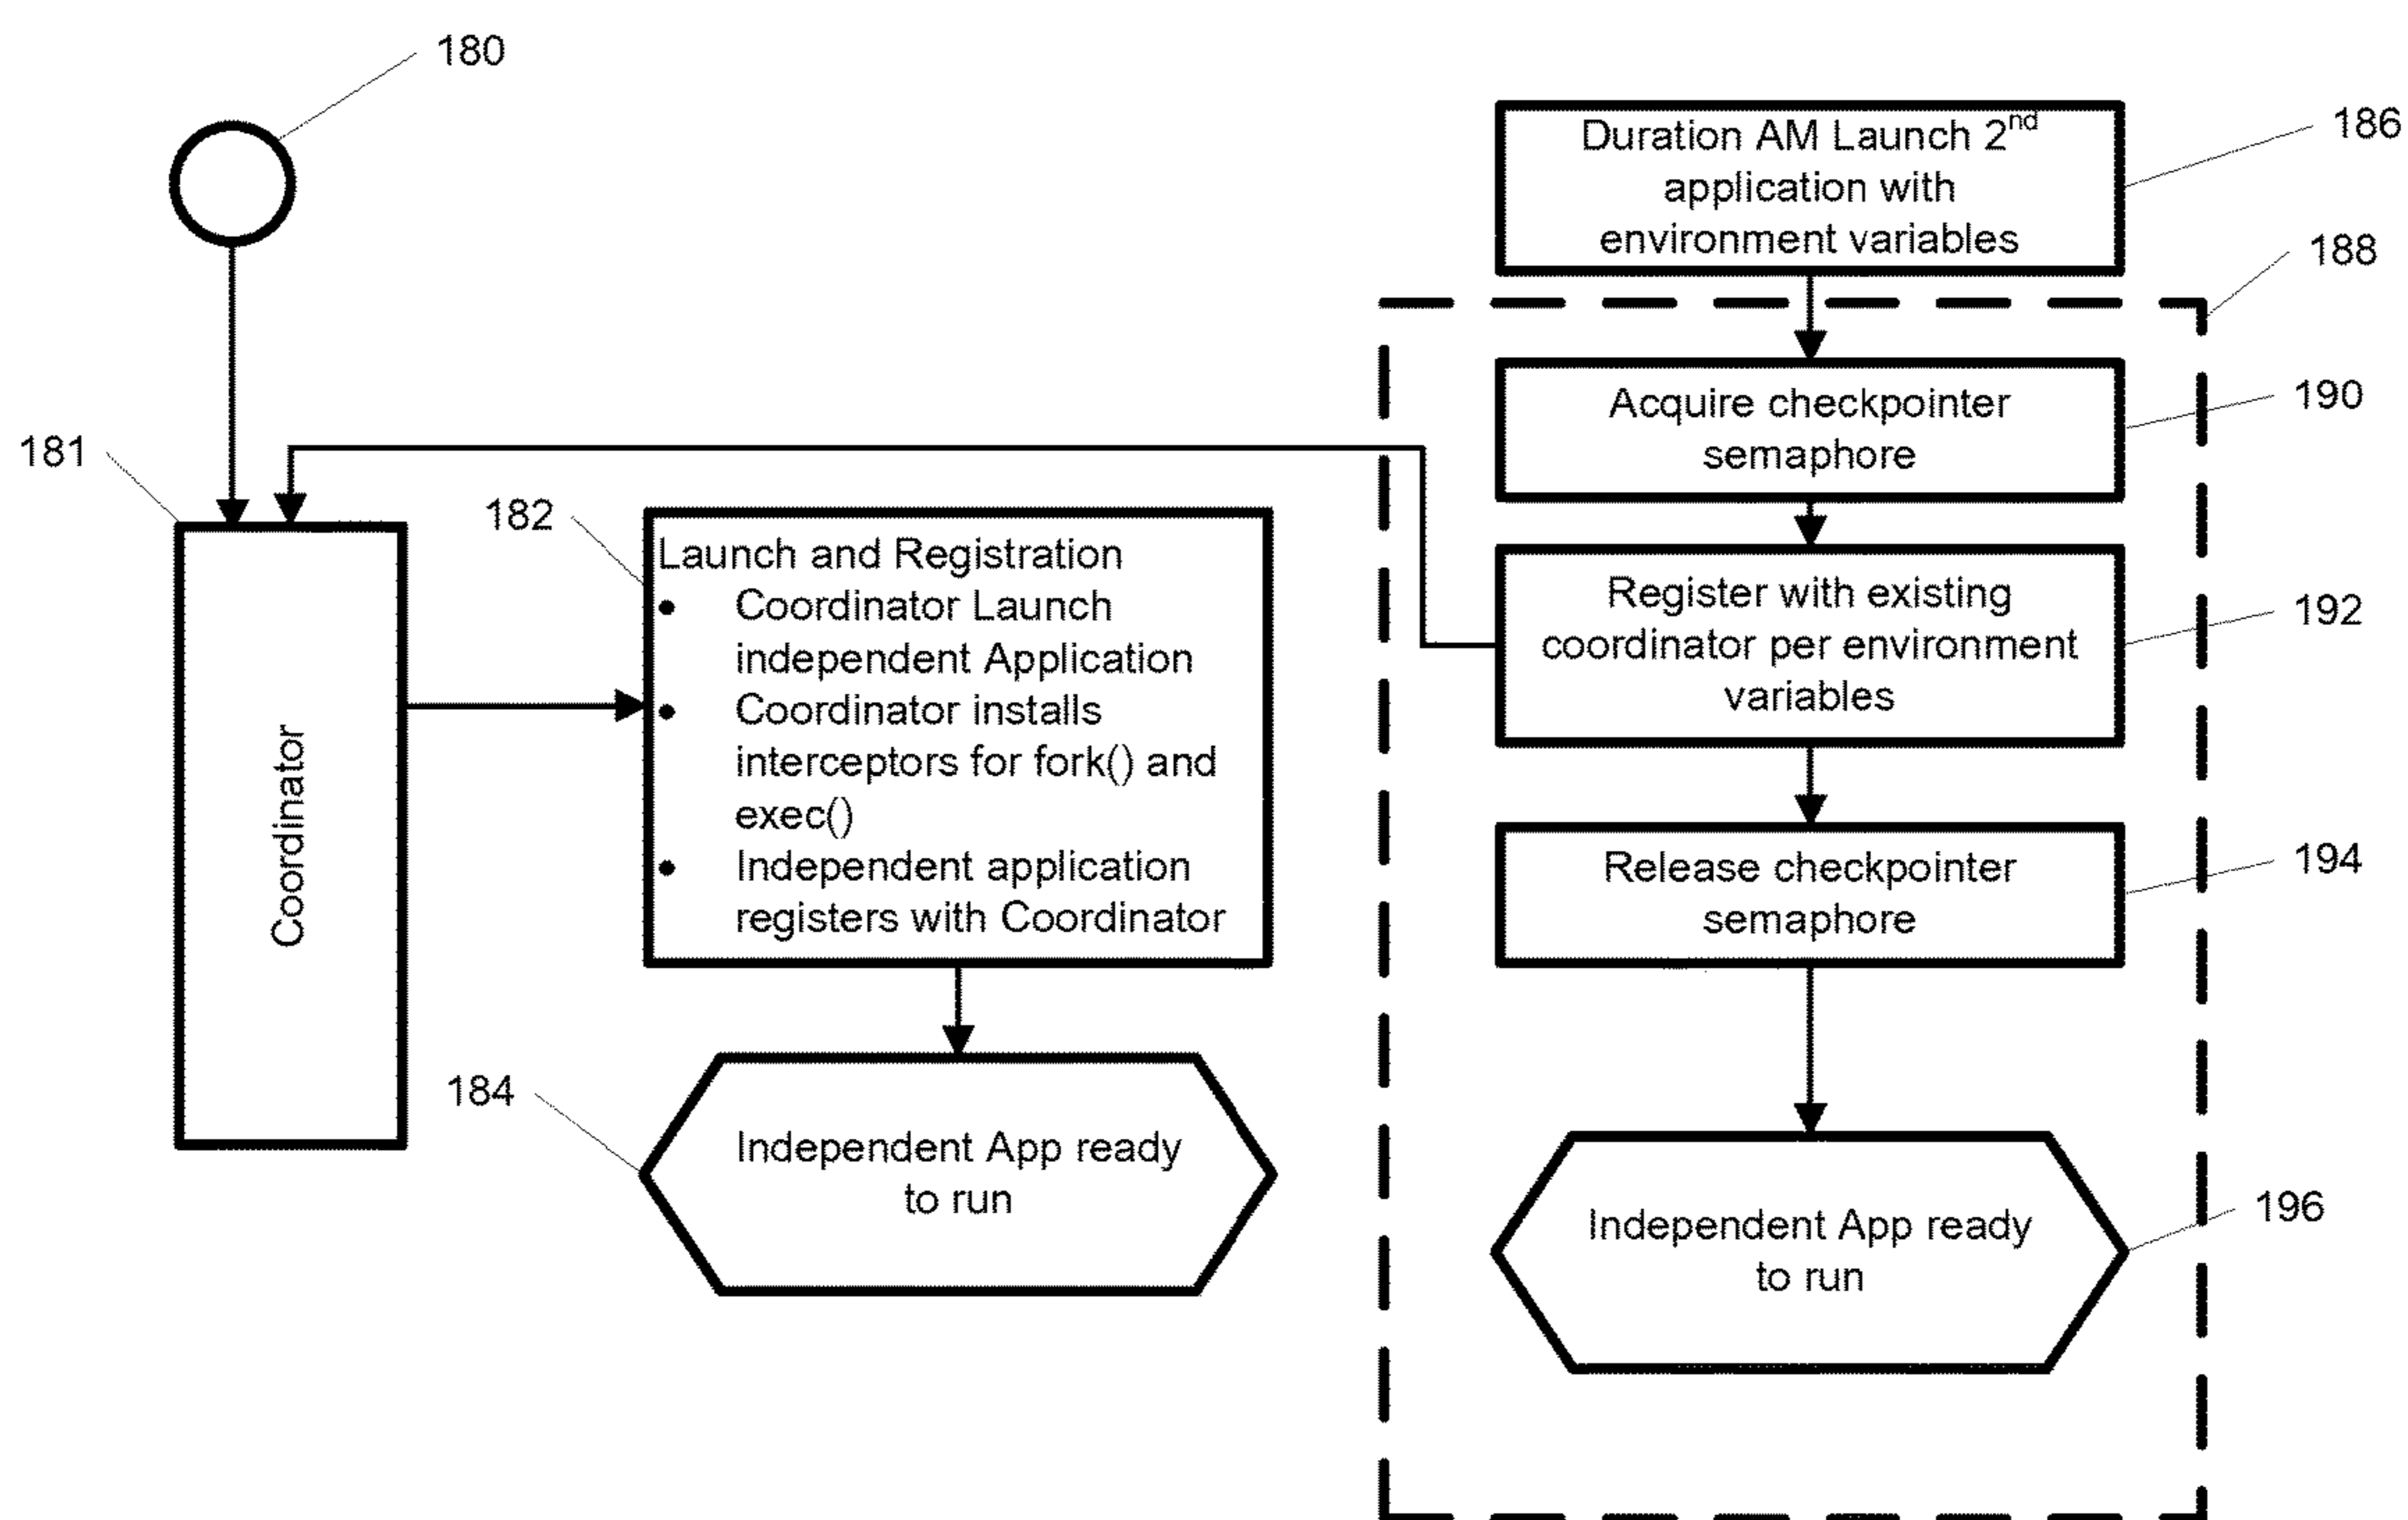 180
Duration AM Launch 2nd
application with
environment variables
186
188
Acquire checkpointer
semaphore
190
181
182
Launch and Registration
• Coordinator Launch
independent Application
• Coordinator installs
interceptors for fork() and
exec()
• Independent application
registers with Coordinator
Register with existing
coordinator per environment
variables
192
Coordinator
Release checkpointer
semaphore
194
184
Independent App ready
to run
Independent App ready
to run
196